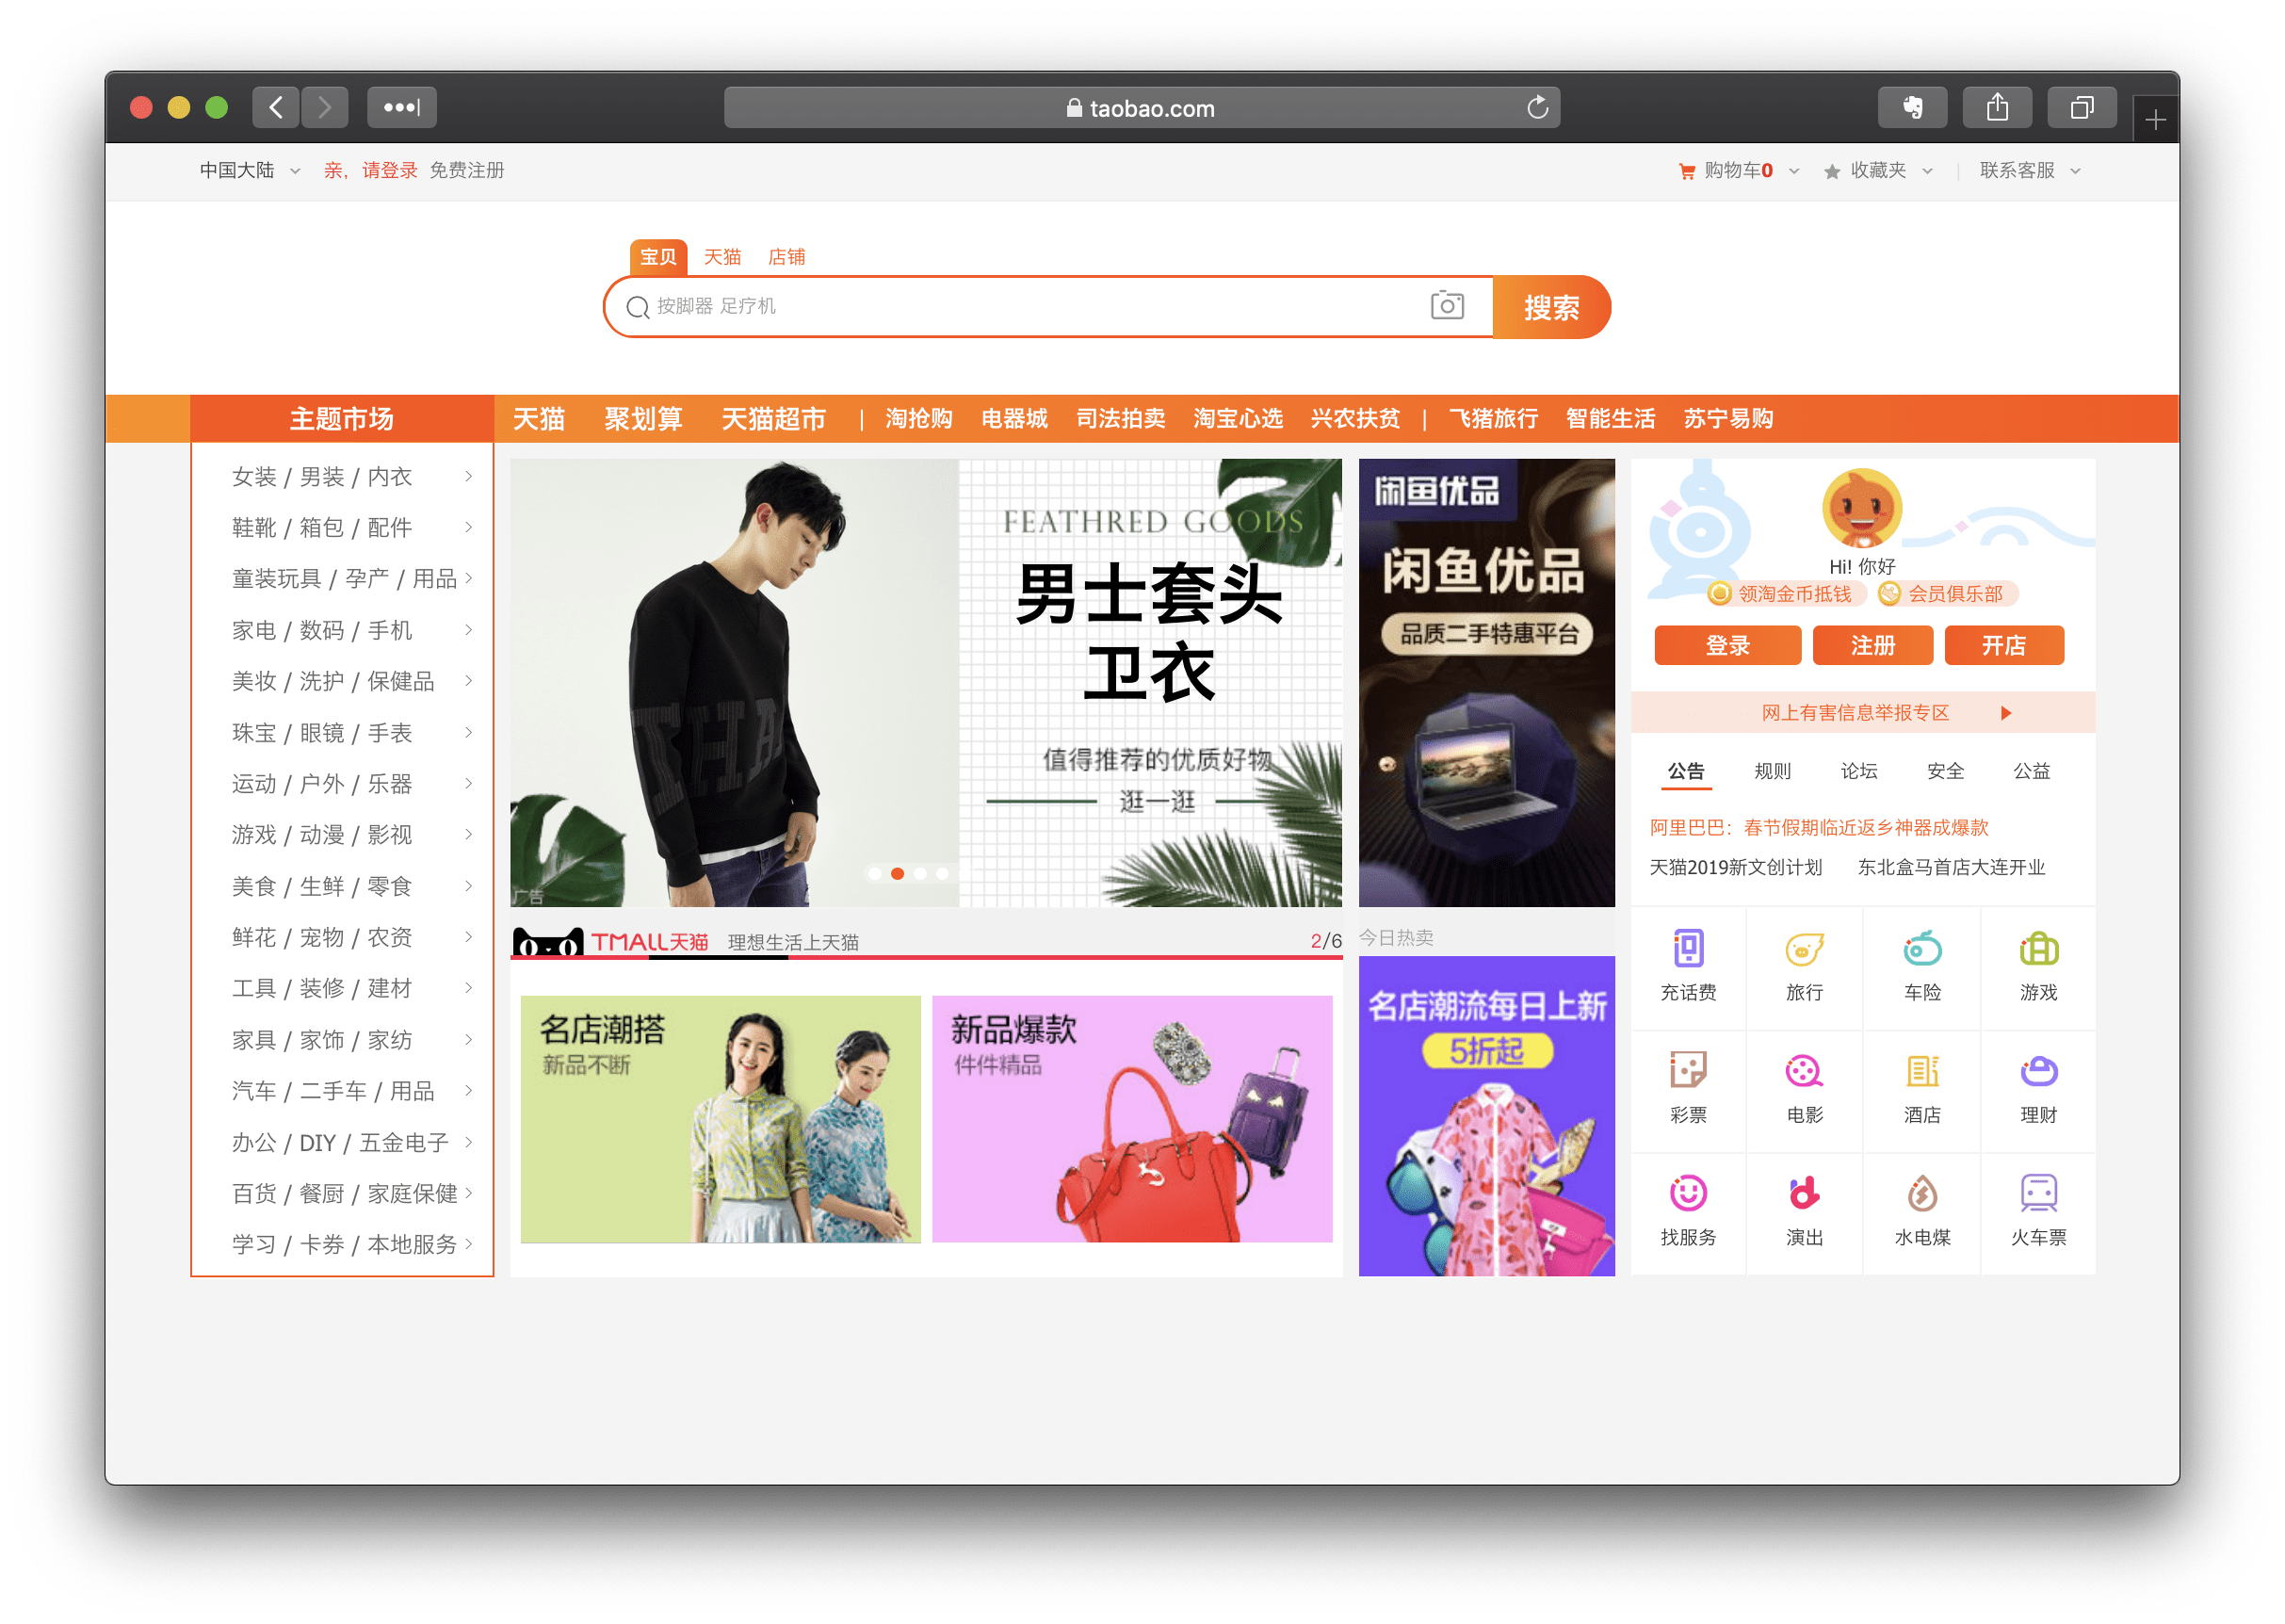 taobao.com
中国大陆 亲，请登录 免费注册 购物车0 收藏夹 联系客服
宝贝 天猫 店铺
按脚器 足疗机 搜索
主题市场 天猫 聚划算 天猫超市 | 淘抢购 电器城 司法拍卖 淘宝心选 兴农扶贫 | 飞猪旅行 智能生活 苏宁易购
女装 / 男装 / 内衣
鞋靴 / 箱包 / 配件
童装玩具 / 孕产 / 用品
家电 / 数码 / 手机
美妆 / 洗护 / 保健品
珠宝 / 眼镜 / 手表
运动 / 户外 / 乐器
游戏 / 动漫 / 影视
美食 / 生鲜 / 零食
鲜花 / 宠物 / 农资
工具 / 装修 / 建材
家具 / 家饰 / 家纺
汽车 / 二手车 / 用品
办公 / DIY / 五金电子
百货 / 餐厨 / 家庭保健
学习 / 卡券 / 本地服务
FEATHRED GOODS
男士套头
卫衣
值得推荐的优质好物
逛一逛
THA
广告
TMALL天猫 理想生活上天猫 2/6
名店潮搭
新品不断
新品爆款
件件精品
闲鱼优品
闲鱼优品
品质二手特惠平台
今日热卖
名店潮流每日上新
5折起
Hi! 你好
领淘金币抵钱 会员俱乐部
登录 注册 开店
网上有害信息举报专区
公告 规则 论坛 安全 公益
阿里巴巴：春节假期临近返乡神器成爆款
天猫2019新文创计划 东北盒马首店大连开业
充话费 旅行 车险 游戏
彩票 电影 酒店 理财
找服务 演出 水电煤 火车票